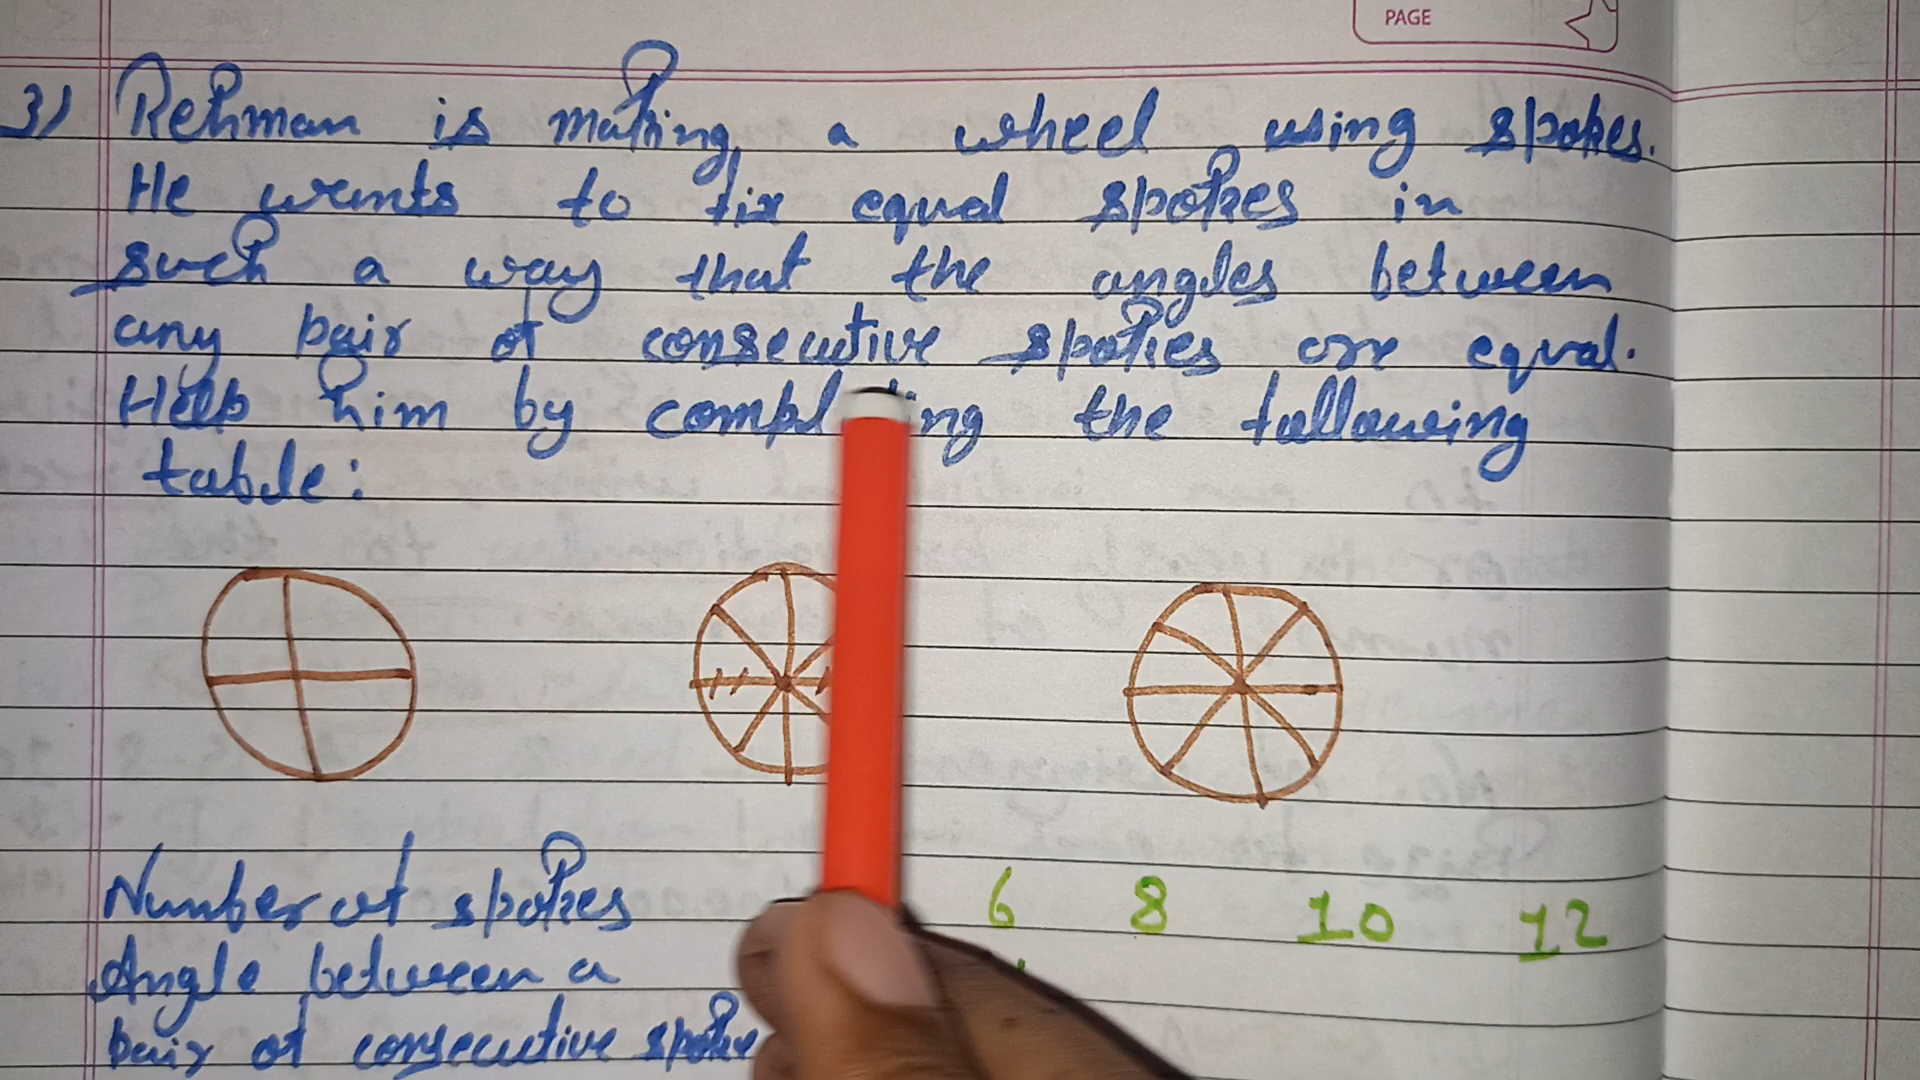 PAGE
3) Rehman is making a wheel using spokes.
He wants to fix equal spokes in
such a way that the angles between
any pair of consecutive spokes are equal.
Help him by the following
table:
Number of spokes 6 8 10 12
Angle between a
pair of consecutive spoke